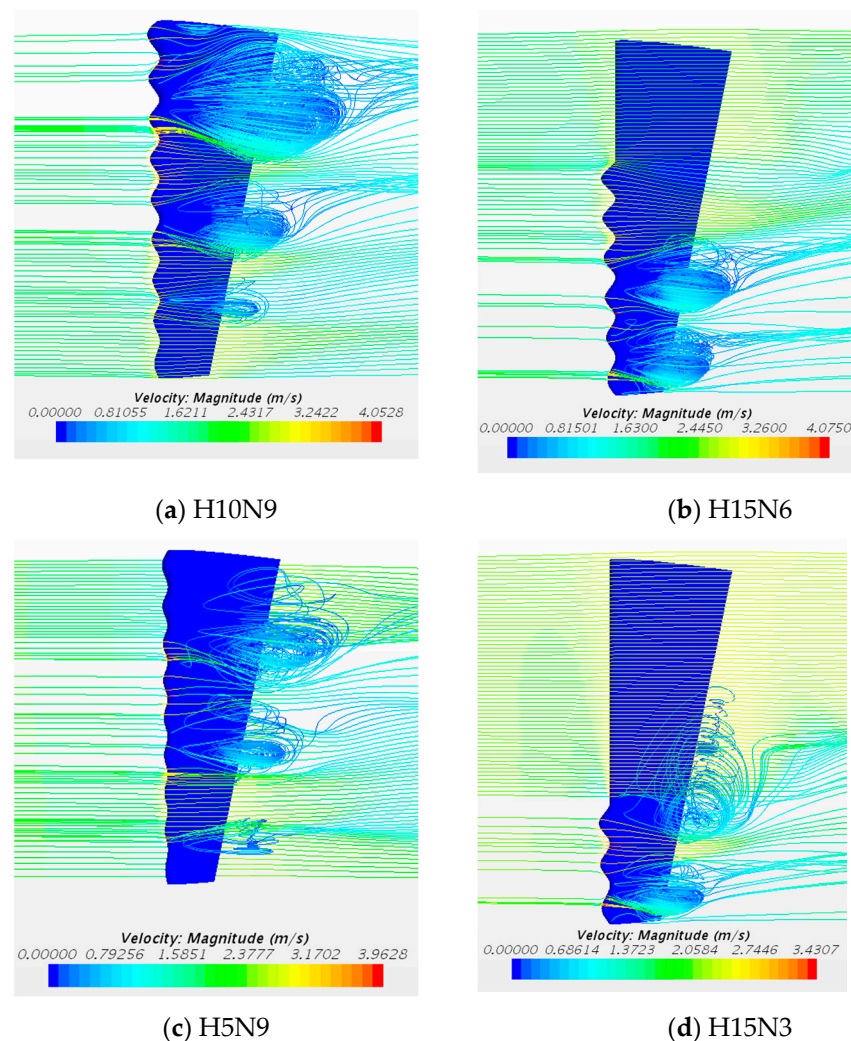 Velocity: Magnitude (m/s)
0.00000 0.81055 1.6211 2.4317 3.2422 4.0528
Velocity: Magnitude (m/s)
0.00000 0.81501 1.6300 2.4450 3.2600 4.0750
(a) H10N9
(b) H15N6
Velocity: Magnitude (m/s)
0.00000 0.79256 1.5851 2.3777 3.1702 3.9628
Velocity: Magnitude (m/s)
0.00000 0.68614 1.3723 2.0584 2.7446 3.4307
(c) H5N9
(d) H15N3